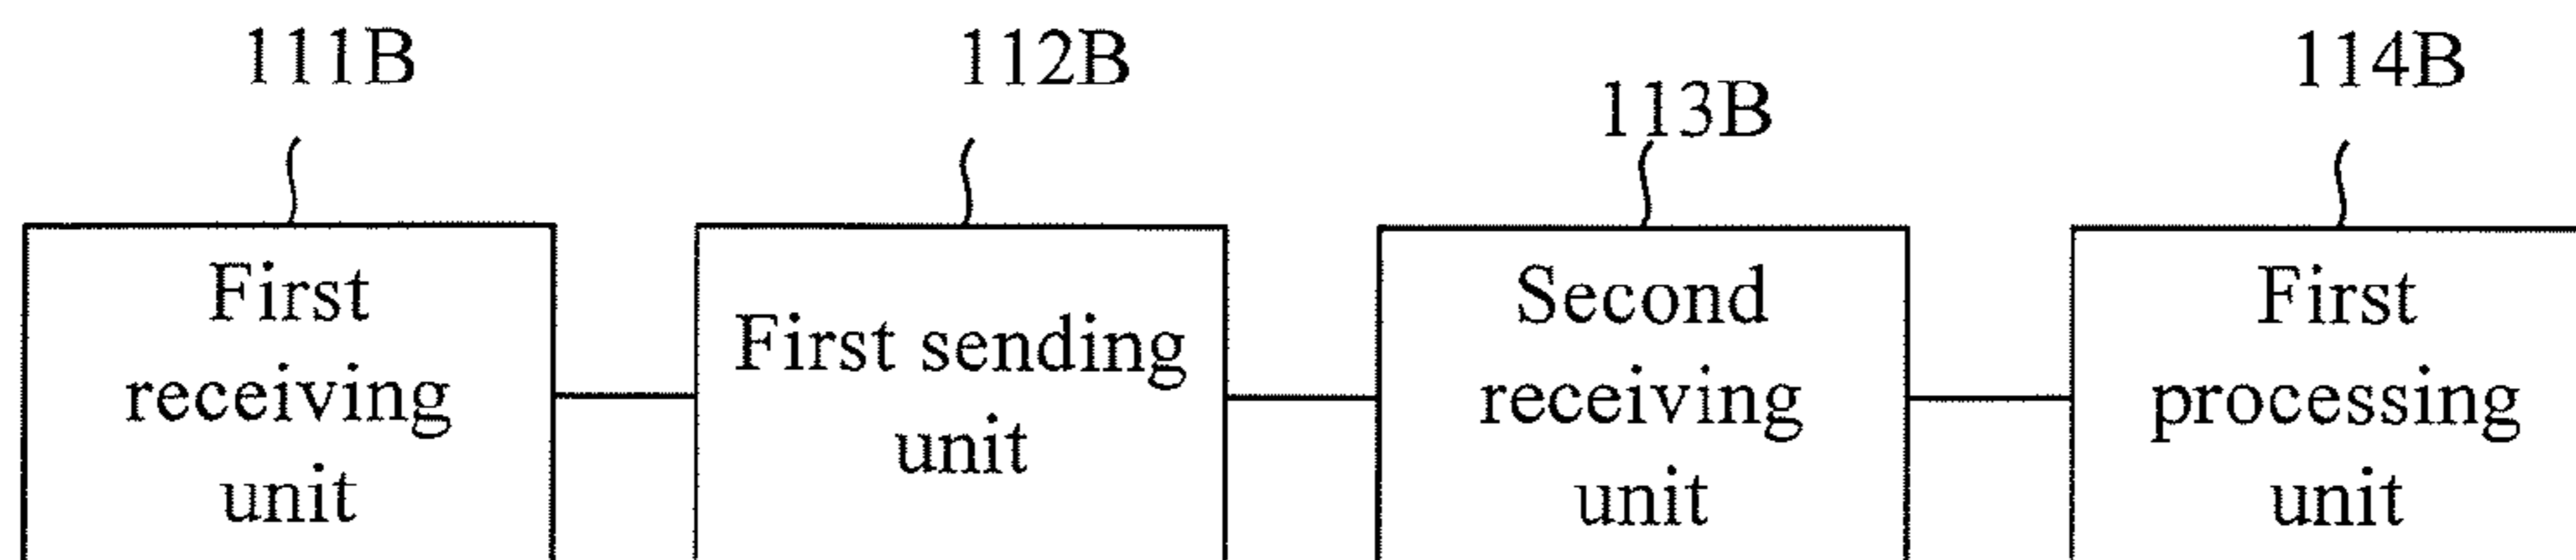 111B
112B
113B
114B
First
receiving
unit
First sending
unit
Second
receiving
unit
First
processing
unit